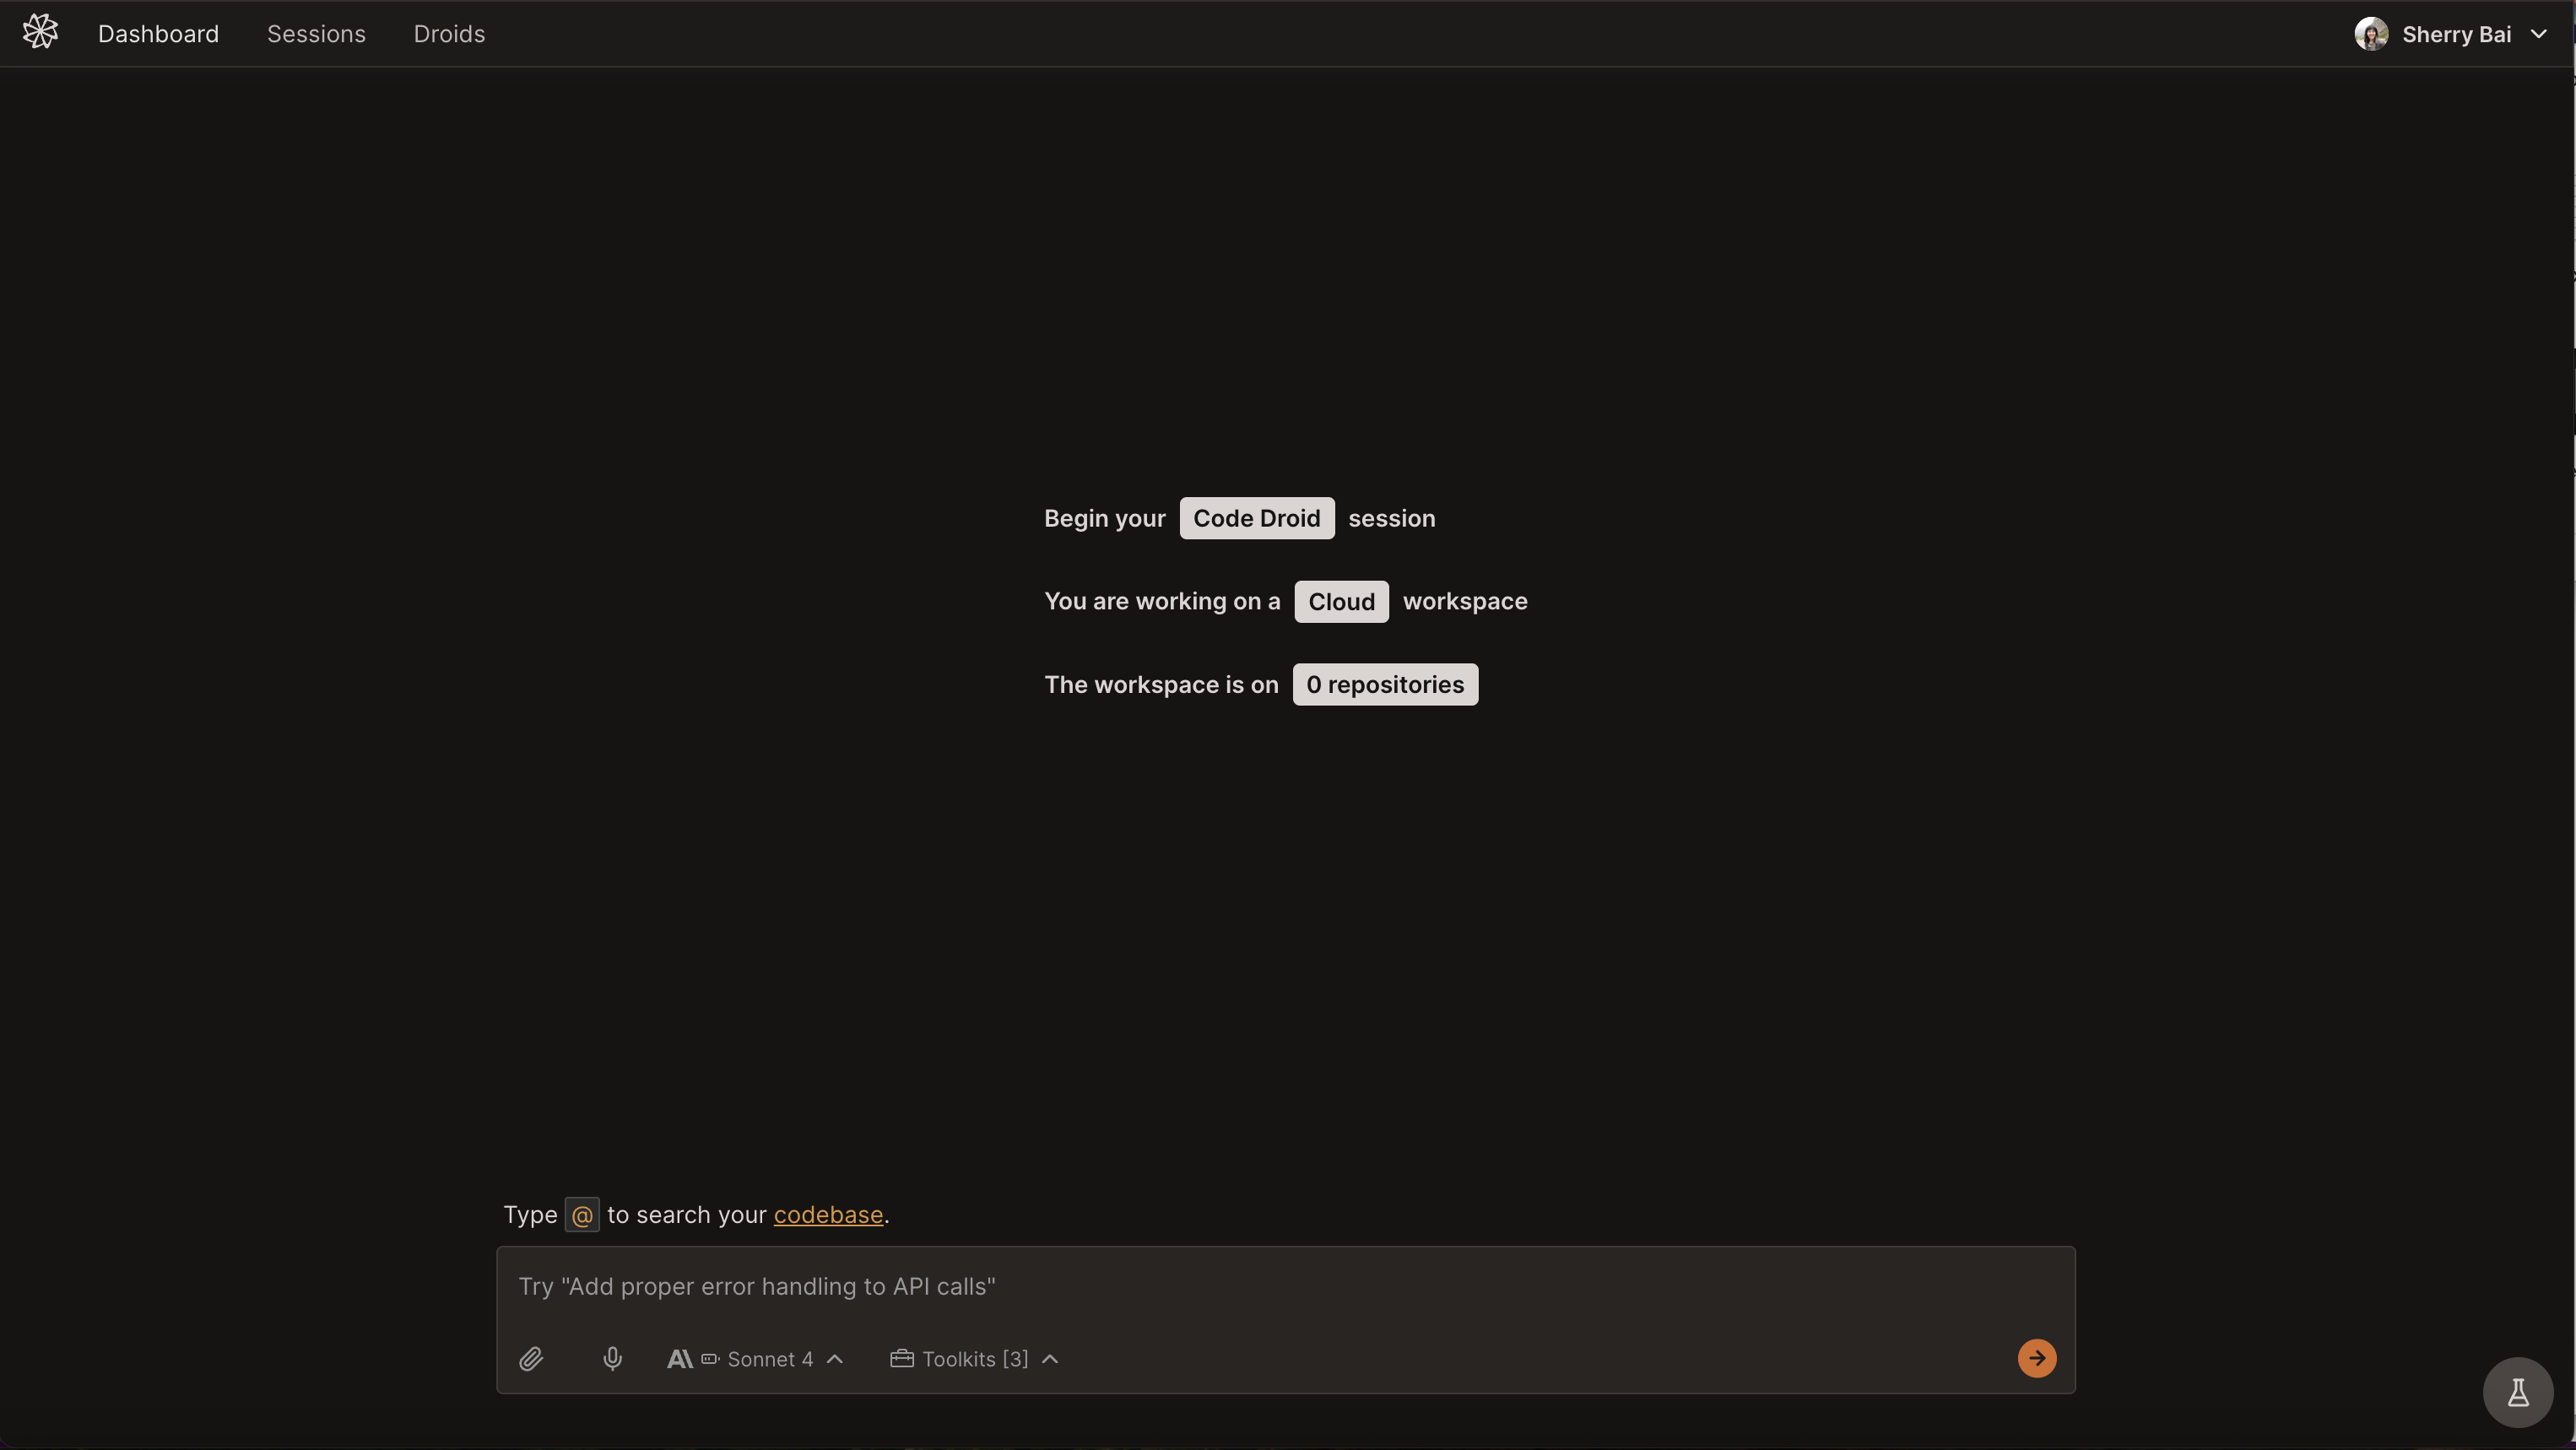 Dashboard Sessions Droids Sherry Bai
Begin your Code Droid session
You are working on a Cloud workspace
The workspace is on 0 repositories
Type @ to search your codebase.
Try "Add proper error handling to API calls"
Sonnet 4 Toolkits [3]